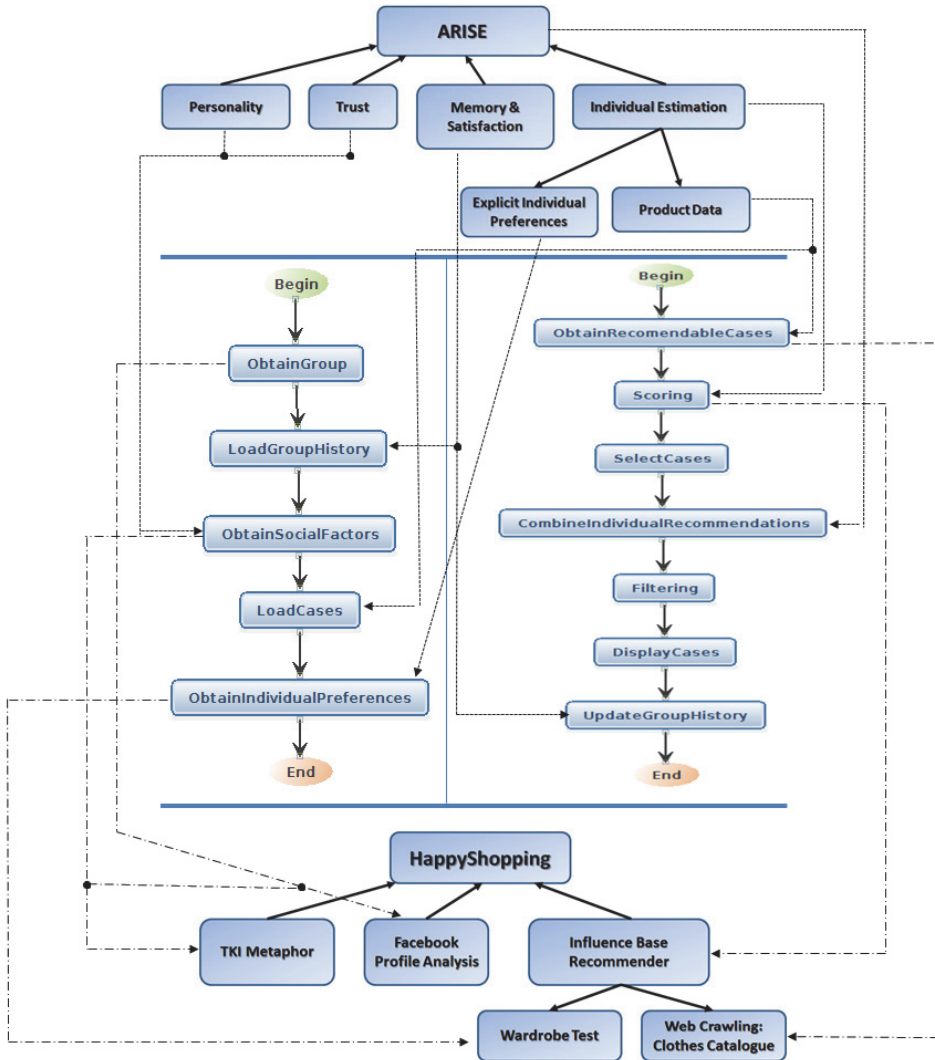 ARISE
Personality
Trust
Memory &
Satisfaction
Individual Estimation
Explicit Individual
Preferences
Product Data
Begin
ObtainGroup
LoadGroupHistory
ObtainSocialFactors
LoadCases
ObtainIndividualPreferences
End
Begin
ObtainRecomendableCases
Scoring
SelectCases
CombineIndividualRecommendations
Filtering
DisplayCases
UpdateGroupHistory
End
HappyShopping
TKI Metaphor
Facebook
Profile Analysis
Influence Base
Recommender
Wardrobe Test
Web Crawling:
Clothes Catalogue